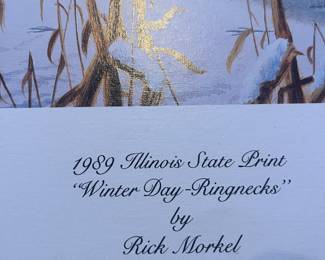 1989 Illinois State Print
"Winter Day-Ringnecks"
by
Rick Morkel